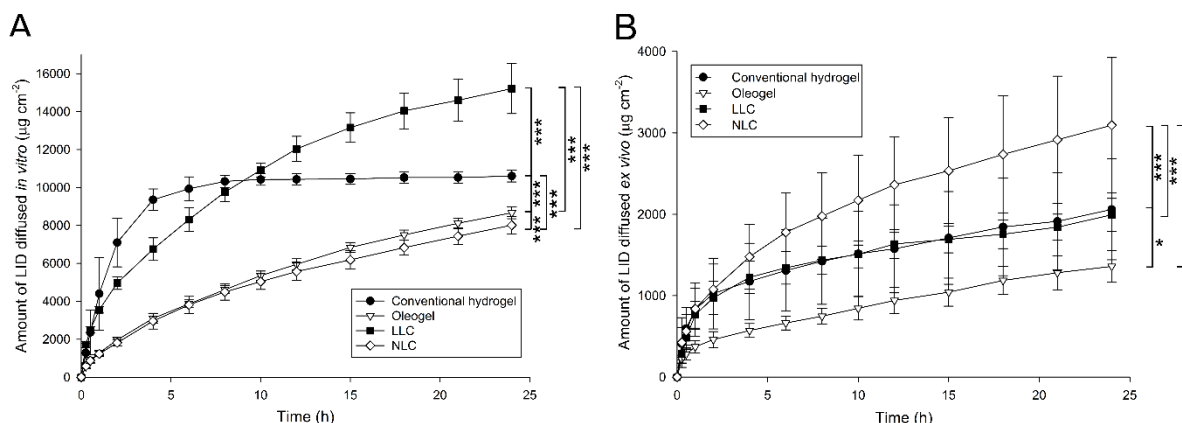 A
Amount of LID diffused in vitro (µg cm-2)
16000
14000
12000
10000
8000
6000
4000
2000
0
0
5
10
15
20
25
Time (h)
Conventional hydrogel
Oleogel
LLC
NLC
***
***
***
***
***
***
B
Amount of LID diffused ex vivo (µg cm-2)
4000
3000
2000
1000
0
0
5
10
15
20
25
Time (h)
Conventional hydrogel
Oleogel
LLC
NLC
***
***
*